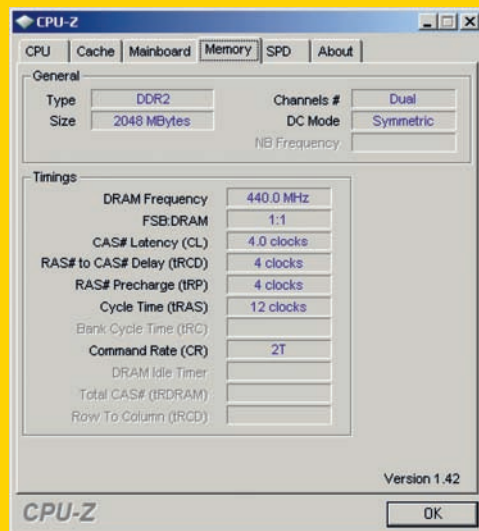 CPU-Z
CPU Cache Mainboard Memory SPD About
General
Type DDR2 Channels # Dual
Size 2048 MBytes DC Mode Symmetric
NB Frequency
Timings
DRAM Frequency 440.0 MHz
FSB:DRAM 1:1
CAS# Latency (CL) 4.0 clocks
RAS# to CAS# Delay (tRCD) 4 clocks
RAS# Precharge (tRP) 4 clocks
Cycle Time (tRAS) 12 clocks
Bank Cycle Time (tRC)
Command Rate (CR) 2T
DRAM Idle Timer
Total CAS# (tRDRAM)
Row To Column (tRCD)
Version 1.42
CPU-Z OK